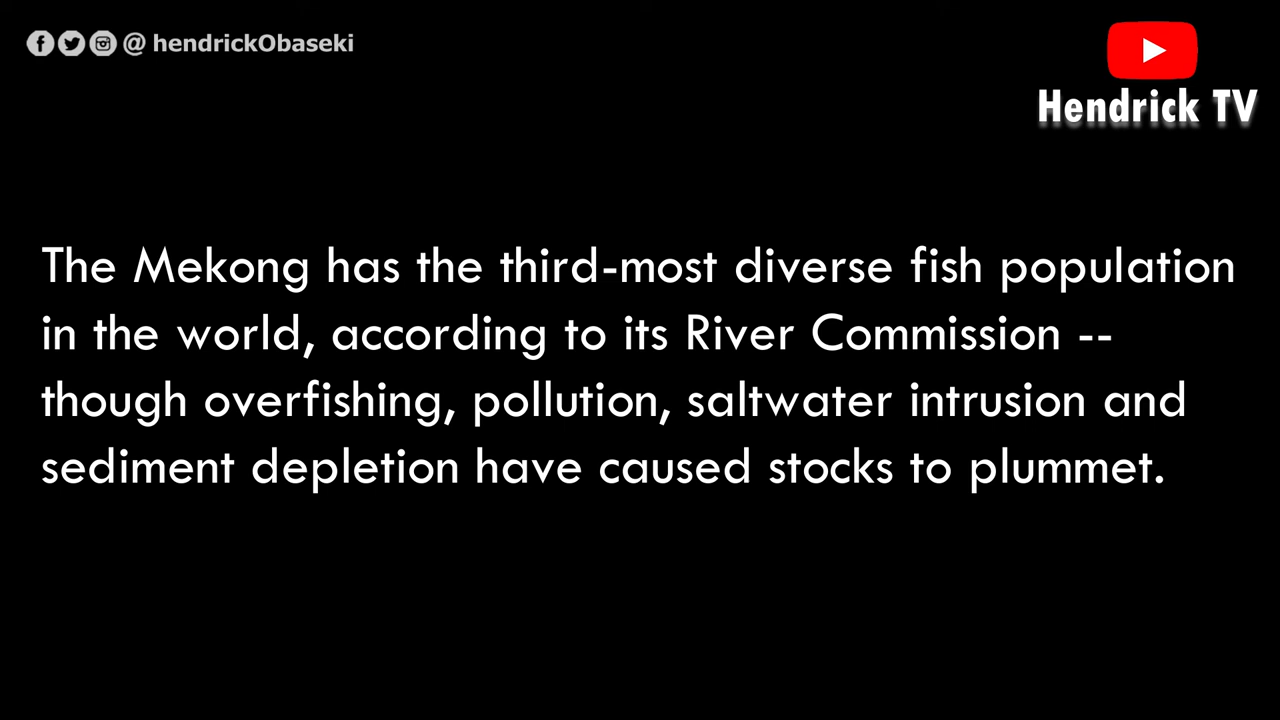 @ hendrickObaseki
Hendrick TV
The Mekong has the third-most diverse fish population
in the world, according to its River Commission --
though overfishing, pollution, saltwater intrusion and
sediment depletion have caused stocks to plummet.